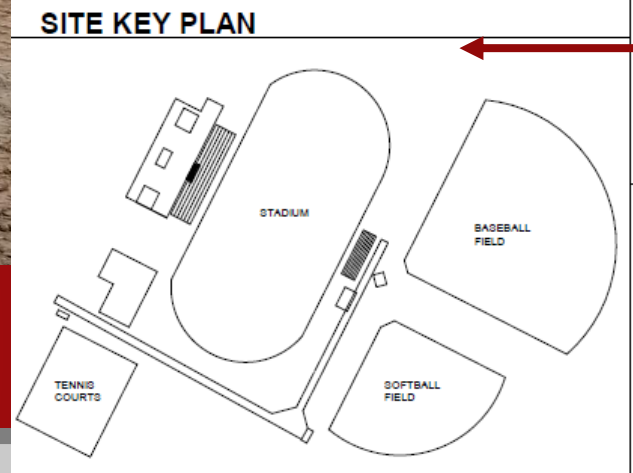 SITE KEY PLAN
STADIUM
BASEBALL
FIELD
TENNIS
COURTS
SOFTBALL
FIELD